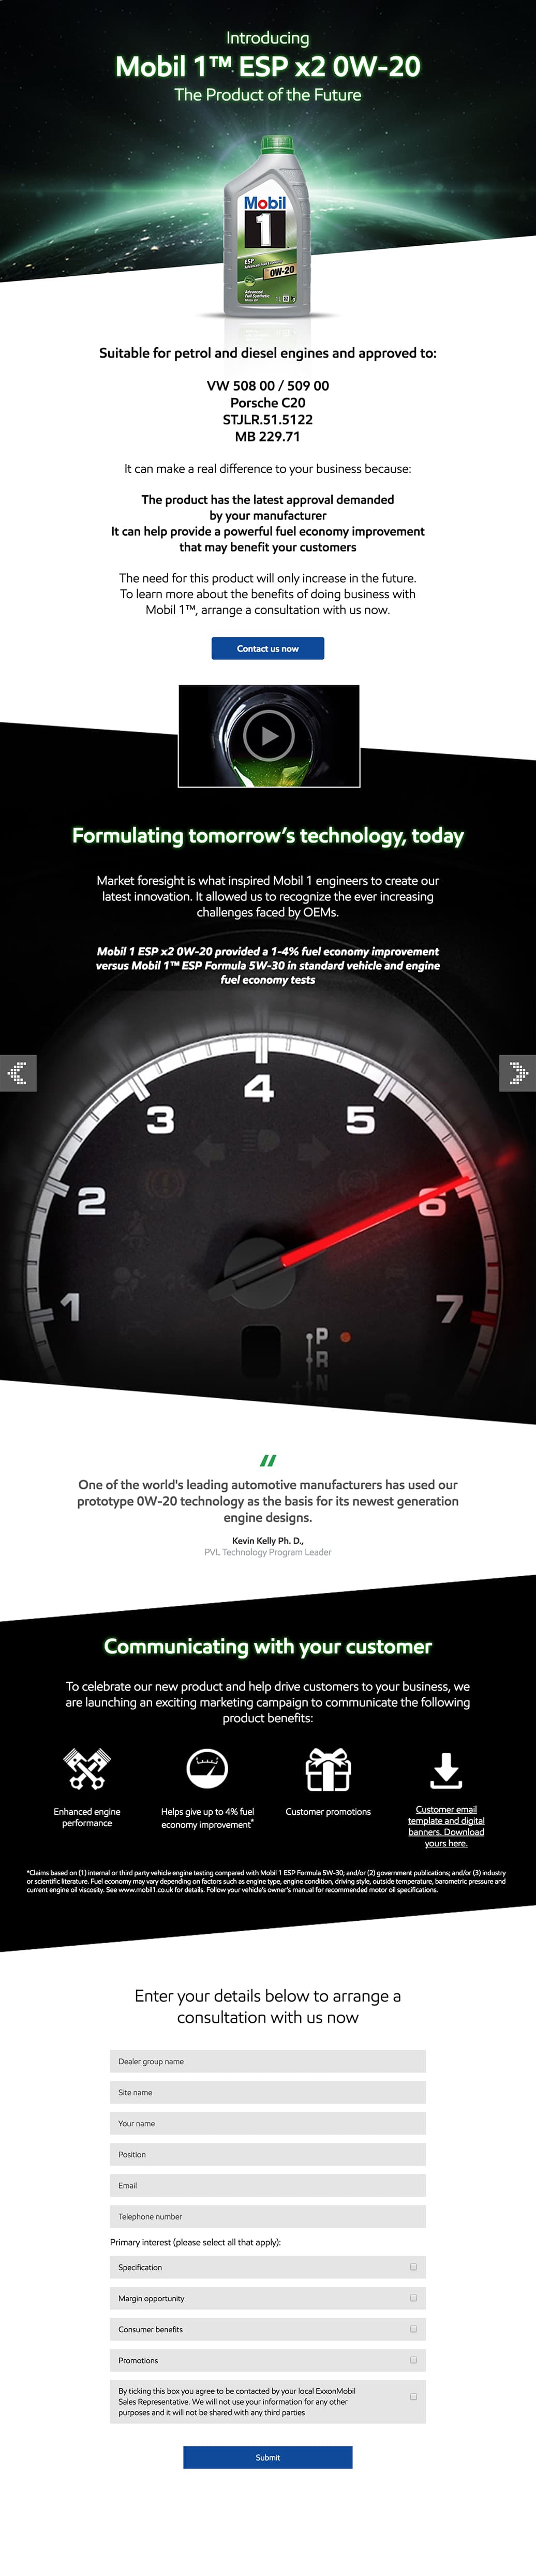 Introducing
Mobil 1™ ESP x2 0W-20
The Product of the Future
Mobil
1
ESP
0W-20
Advanced
Full Synthetic
Motor Oil
1L
Suitable for petrol and diesel engines and approved to:
VW 508 00 / 509 00
Porsche C20
STJLR.51.5122
MB 229.71
It can make a real difference to your business because:
The product has the latest approval demanded
by your manufacturer
It can help provide a powerful fuel economy improvement
that may benefit your customers
The need for this product will only increase in the future.
To learn more about the benefits of doing business with
Mobil 1™, arrange a consultation with us now.
Contact us now
Formulating tomorrow's technology, today
Market foresight is what inspired Mobil 1 engineers to create our
latest innovation. It allowed us to recognize the ever increasing
challenges faced by OEMs.
Mobil 1 ESP x2 0W-20 provided a 1-4% fuel economy improvement
versus Mobil 1™ ESP Formula 5W-30 in standard vehicle and engine
fuel economy tests
4
3
5
2
6
1
7
P
R
N
One of the world's leading automotive manufacturers has used our
prototype 0W-20 technology as the basis for its newest generation
engine designs.
Kevin Kelly Ph. D.,
PVL Technology Program Leader
Communicating with your customer
To celebrate our new product and help drive customers to your business, we
are launching an exciting marketing campaign to communicate the following
product benefits:
Enhanced engine
performance
Helps give up to 4% fuel
economy improvement*
Customer promotions
Customer email
template and digital
banners. Download
yours here.
*Claims based on (1) internal or third party vehicle engine testing compared with Mobil 1 ESP Formula 5W-30; and/or (2) government publications; and/or (3) industry
or scientific literature. Fuel economy may vary depending on factors such as engine type, engine condition, driving style, outside temperature, barometric pressure and
current engine oil viscosity. See www.mobil1.co.uk for details. Follow your vehicle's owner's manual for recommended motor oil specifications.
Enter your details below to arrange a
consultation with us now
Dealer group name
Site name
Your name
Position
Email
Telephone number
Primary interest (please select all that apply):
Specification
Margin opportunity
Consumer benefits
Promotions
By ticking this box you agree to be contacted by your local ExxonMobil
Sales Representative. We will not use your information for any other
purposes and it will not be shared with any third parties
Submit